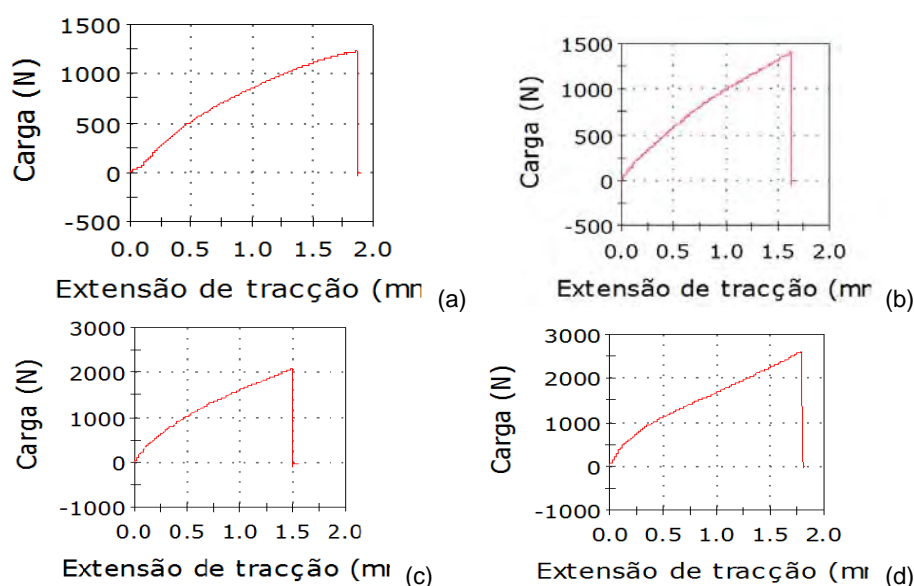 Carga (N)
1500
1000
500
0
-500
0.0 0.5 1.0 1.5 2.0
Extensão de tracção (mr
(a)
Carga (N)
1500
1000
500
0
-500
0.0 0.5 1.0 1.5 2.0
Extensão de tracção (mr
(b)
Carga (N)
3000
2000
1000
0
-1000
0.0 0.5 1.0 1.5 2.0
Extensão de tracção (mı
(c)
Carga (N)
3000
2000
1000
0
-1000
0.0 0.5 1.0 1.5 2.0
Extensão de tracção (mı
(d)